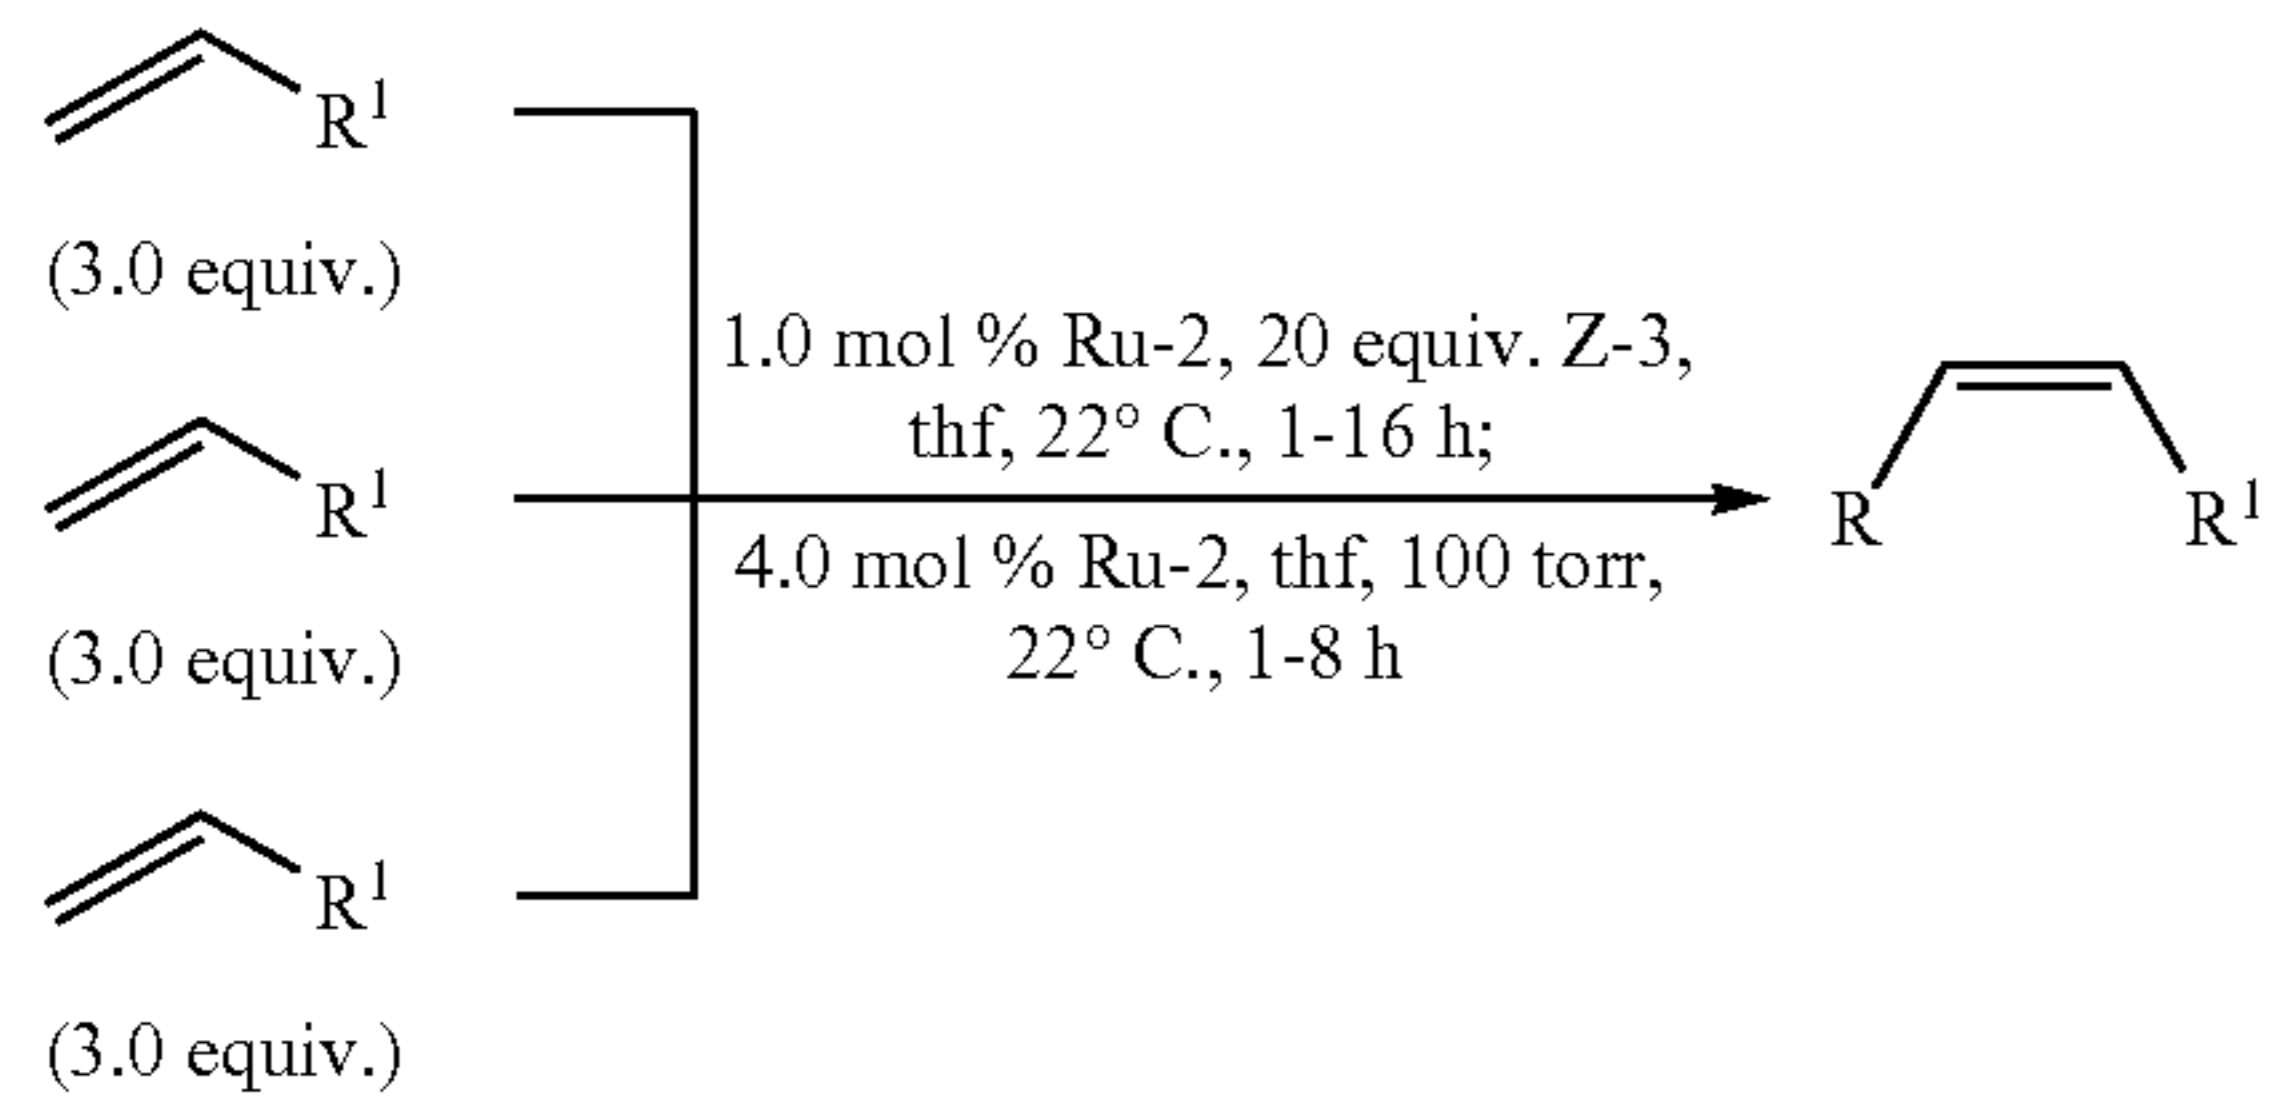 R¹
(3.0 equiv.)
R¹
(3.0 equiv.)
R¹
(3.0 equiv.)
1.0 mol % Ru-2, 20 equiv. Z-3,
thf, 22° C., 1-16 h;
4.0 mol % Ru-2, thf, 100 torr,
22° C., 1-8 h
R
R¹